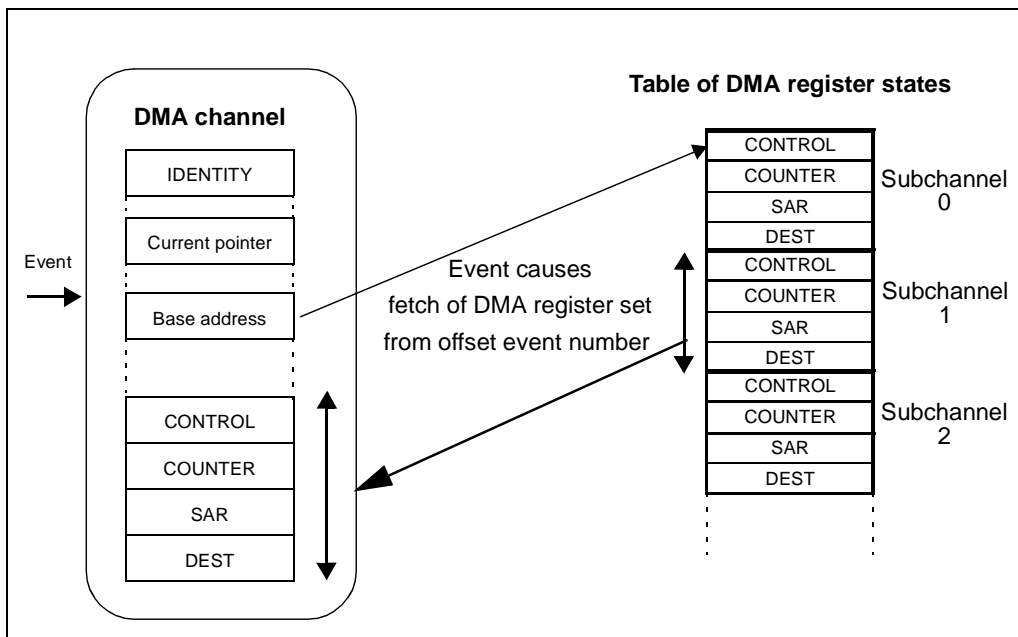 DMA channel
IDENTITY
Current pointer
Event
Base address
CONTROL
COUNTER
SAR
DEST
Event causes
fetch of DMA register set
from offset event number
Table of DMA register states
CONTROL
COUNTER
SAR
DEST
Subchannel
0
CONTROL
COUNTER
SAR
DEST
Subchannel
1
CONTROL
COUNTER
SAR
DEST
Subchannel
2